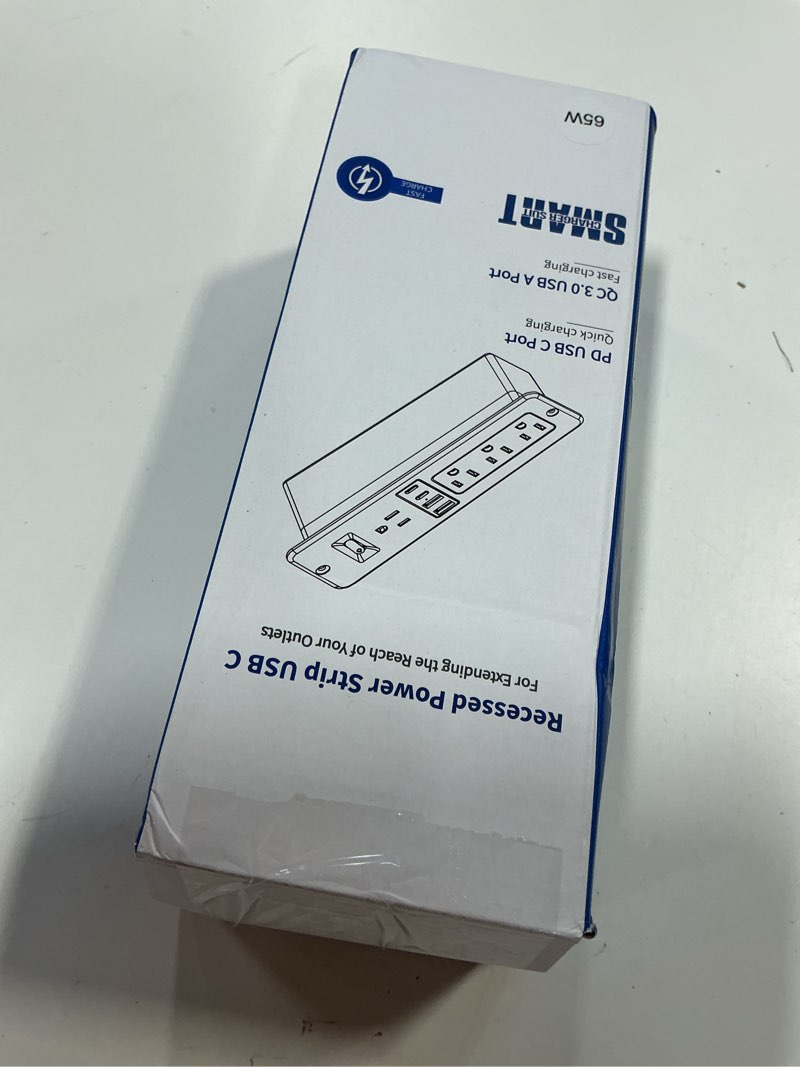 Recessed Power Strip USB C
For Extending the Reach of Your Outlets
PD USB C Port
Quick charging
QC 3.0 USB A Port
Fast charging
SMART
CHARGER SUIT
FAST
CHARGE
65W